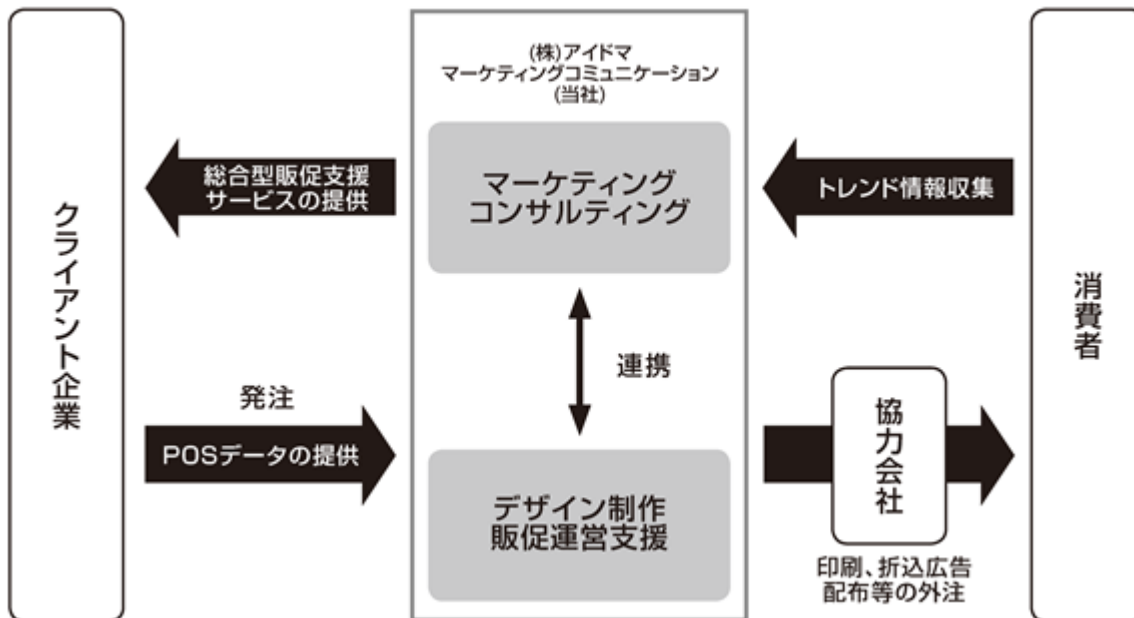 クライアント企業
総合型販促支援
サービスの提供
発注
POSデータの提供
(株)アイドマ
マーケティングコミュニケーション
(当社)
マーケティング
コンサルティング
連携
デザイン制作
販促運営支援
トレンド情報収集
協力会社
印刷、折込広告
配布等の外注
消費者